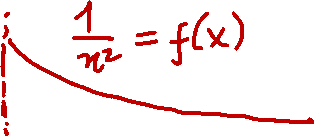 1/x² = f(x)